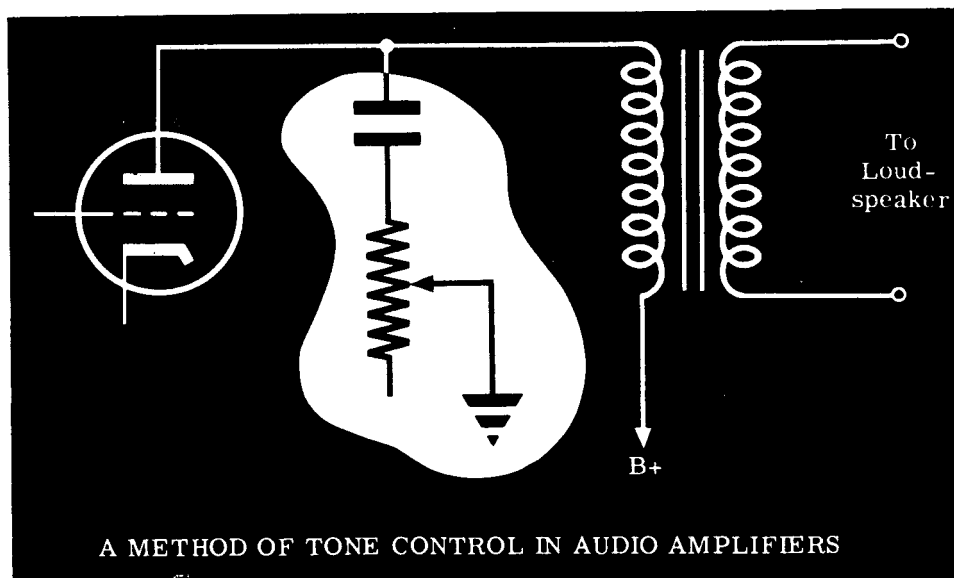 To
Loud-
speaker
B+
A METHOD OF TONE CONTROL IN AUDIO AMPLIFIERS